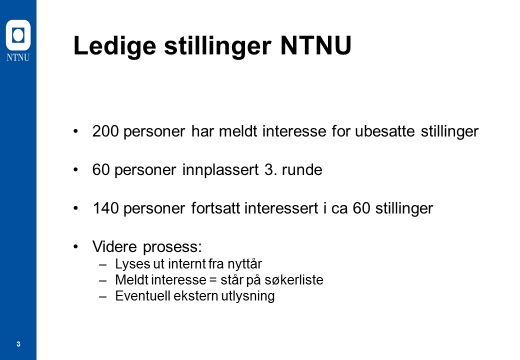 NTNU
Ledige stillinger NTNU
• 200 personer har meldt interesse for ubesatte stillinger
• 60 personer innplassert 3. runde
• 140 personer fortsatt interessert i ca 60 stillinger
• Videre prosess:
– Lyses ut internt fra nyttår
– Meldt interesse = står på søkerliste
– Eventuell ekstern utlysning
3